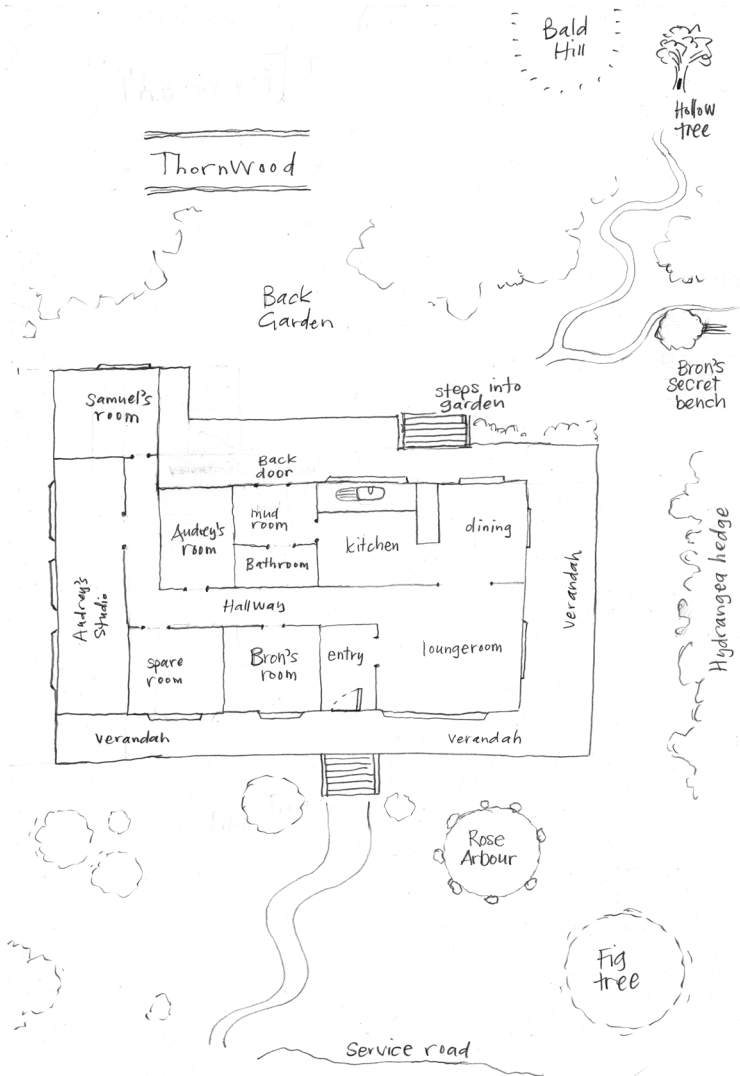 Bald
Hill
Hollow
tree
ThornWood
Back
Garden
Bron's
secret
bench
steps into
garden
Samuel's
room
Back
door
mud
room
Audrey's
room
Bathroom
kitchen
dining
Hallway
Audrey's
Studio
Verandah
Hydrangea hedge
spare
room
Bron's
room
entry
loungeroom
verandah
verandah
Rose
Arbour
Fig
tree
Service road